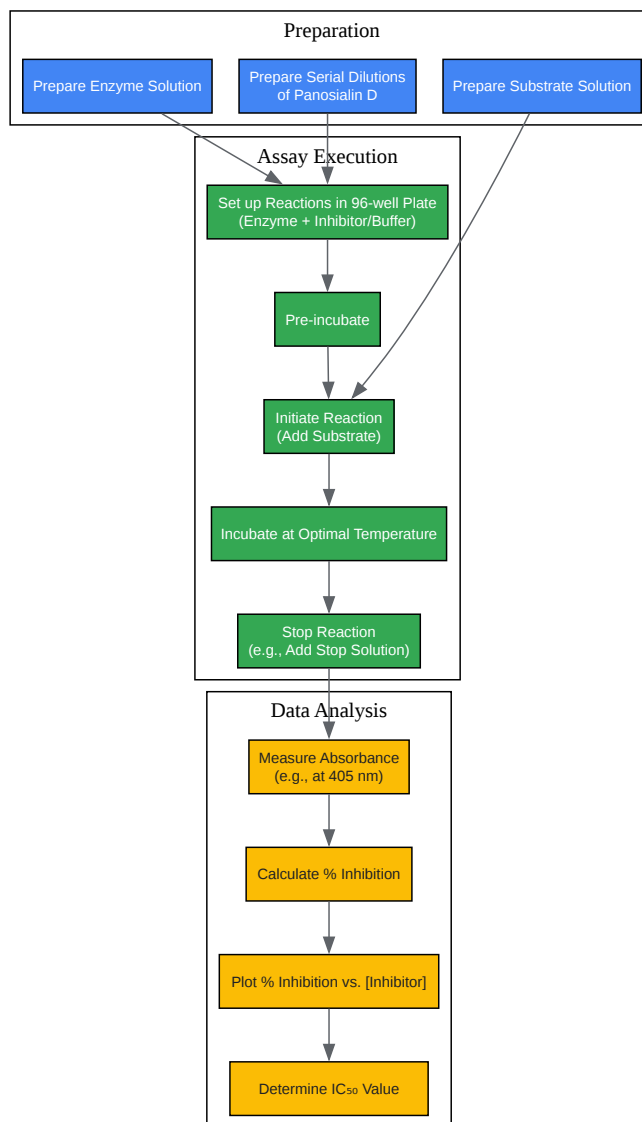 Preparation
Prepare Enzyme Solution
Prepare Serial Dilutions
of Panosialin D
Prepare Substrate Solution
Assay Execution
Set up Reactions in 96-well Plate
(Enzyme + Inhibitor/Buffer)
Pre-incubate
Initiate Reaction
(Add Substrate)
Incubate at Optimal Temperature
Stop Reaction
(e.g., Add Stop Solution)
Data Analysis
Measure Absorbance
(e.g., at 405 nm)
Calculate % Inhibition
Plot % Inhibition vs. [Inhibitor]
Determine IC₅₀ Value